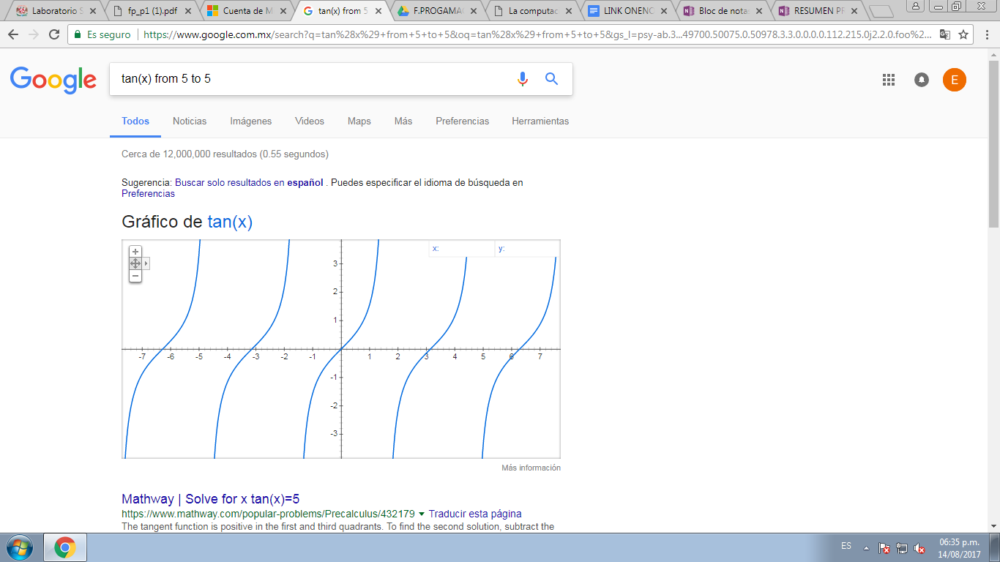 Laboratorio S
fp_p1 (1).pdf
Cuenta de M
tan(x) from 5
F.PROGAMA
La computac
LINK ONENC
Bloc de nota
RESUMEN PR
Es seguro
https://www.google.com.mx/search?q=tan%28x%29+from+5+to+5&oq=tan%28x%29+from+5+to+5&gs_l=psy-ab.3...49700.50075.0.50978.3.3.0.0.0.0.112.215.0j2.2.0.foo%2...
Google
tan(x) from 5 to 5
E
Todos Noticias Imágenes Videos Maps Más Preferencias Herramientas
Cerca de 12,000,000 resultados (0.55 segundos)
Sugerencia: Buscar solo resultados en español . Puedes especificar el idioma de búsqueda en
Preferencias
Gráfico de tan(x)
x: y:
3
2
1
-7 -6 -5 -4 -3 -2 -1 1 2 3 4 5 6 7
-1
-2
-3
Más información
Mathway | Solve for x tan(x)=5
https://www.mathway.com/popular-problems/Precalculus/432179 Traducir esta página
The tangent function is positive in the first and third quadrants. To find the second solution, subtract the
ES
06:35 p.m.
14/08/2017